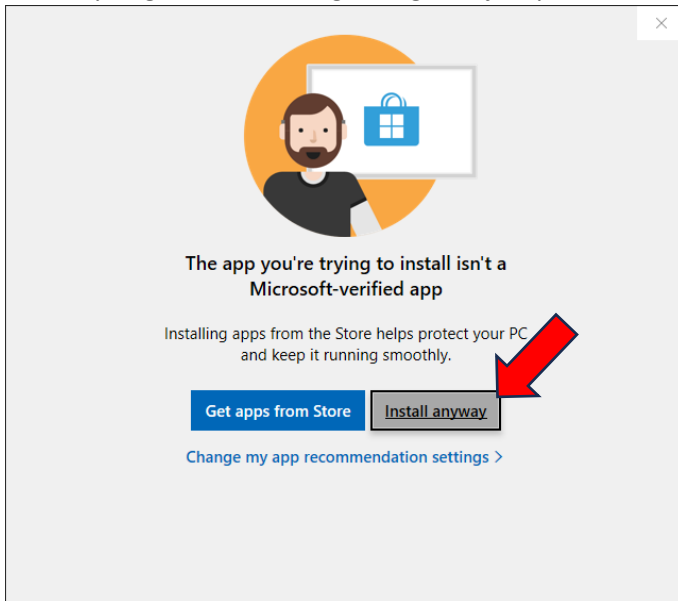 The app you're trying to install isn't a
Microsoft-verified app
Installing apps from the Store helps protect your PC
and keep it running smoothly.
Get apps from Store
Install anyway
Change my app recommendation settings >